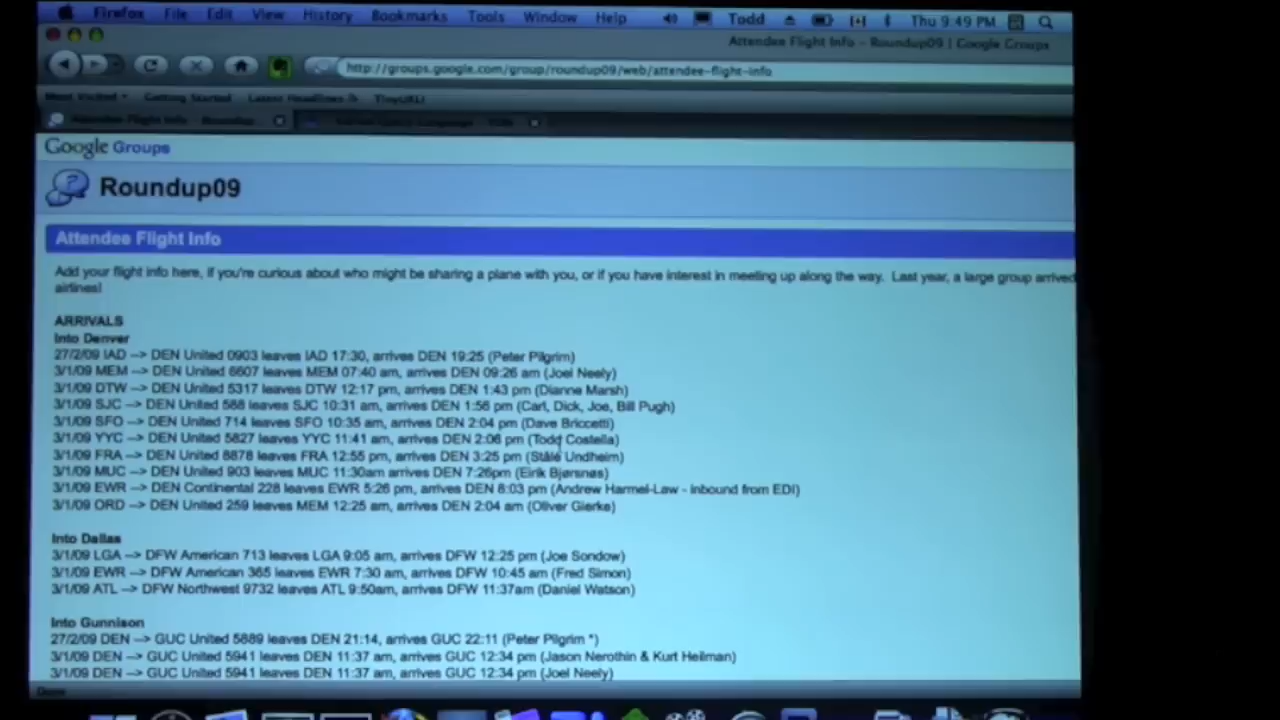 Firefox File Edit View History Bookmarks Tools Window Help Todd Thu 9:49 PM
Attendee Flight Info - Roundup09 | Google Groups
http://groups.google.com/group/roundup09/web/attendee-flight-info
Most Visited Getting Started Latest Headlines TinyURL!
Attendee Flight Info - Roundup
Google Groups
Roundup09
Attendee Flight Info
Add your flight info here, if you're curious about who might be sharing a plane with you, or if you have interest in meeting up along the way. Last year, a large group arrived
airlines!
ARRIVALS
Into Denver
27/2/09 IAD --> DEN United 0903 leaves IAD 17:30, arrives DEN 19:25 (Peter Pilgrim)
3/1/09 MEM --> DEN United 6607 leaves MEM 07:40 am, arrives DEN 09:26 am (Joel Neely)
3/1/09 DTW --> DEN United 5317 leaves DTW 12:17 pm, arrives DEN 1:43 pm (Dianne Marsh)
3/1/09 SJC --> DEN United 588 leaves SJC 10:31 am, arrives DEN 1:56 pm (Carl, Dick, Joe, Bill Pugh)
3/1/09 SFO --> DEN United 714 leaves SFO 10:35 am, arrives DEN 2:04 pm (Dave Briccetti)
3/1/09 YYC --> DEN United 5827 leaves YYC 11:41 am, arrives DEN 2:06 pm (Todd Costella)
3/1/09 FRA --> DEN United 8878 leaves FRA 12:55 pm, arrives DEN 3:25 pm (Ståle Undheim)
3/1/09 MUC --> DEN United 903 leaves MUC 11:30am arrives DEN 7:26pm (Eirik Bjørsnøs)
3/1/09 EWR --> DEN Continental 228 leaves EWR 5:26 pm, arrives DEN 8:03 pm (Andrew Harmel-Law - inbound from EDI)
3/1/09 ORD --> DEN United 259 leaves MEM 12:25 am, arrives DEN 2:04 am (Oliver Gierke)
Into Dallas
3/1/09 LGA --> DFW American 713 leaves LGA 9:05 am, arrives DFW 12:25 pm (Joe Sondow)
3/1/09 EWR --> DFW American 365 leaves EWR 7:30 am, arrives DFW 10:45 am (Fred Simon)
3/1/09 ATL --> DFW Northwest 9732 leaves ATL 9:50am, arrives DFW 11:37am (Daniel Watson)
Into Gunnison
27/2/09 DEN --> GUC United 5889 leaves DEN 21:14, arrives GUC 22:11 (Peter Pilgrim *)
3/1/09 DEN --> GUC United 5941 leaves DEN 11:37 am, arrives GUC 12:34 pm (Jason Nerothin & Kurt Heilman)
3/1/09 DEN --> GUC United 5941 leaves DEN 11:37 am, arrives GUC 12:34 pm (Joel Neely)
Done